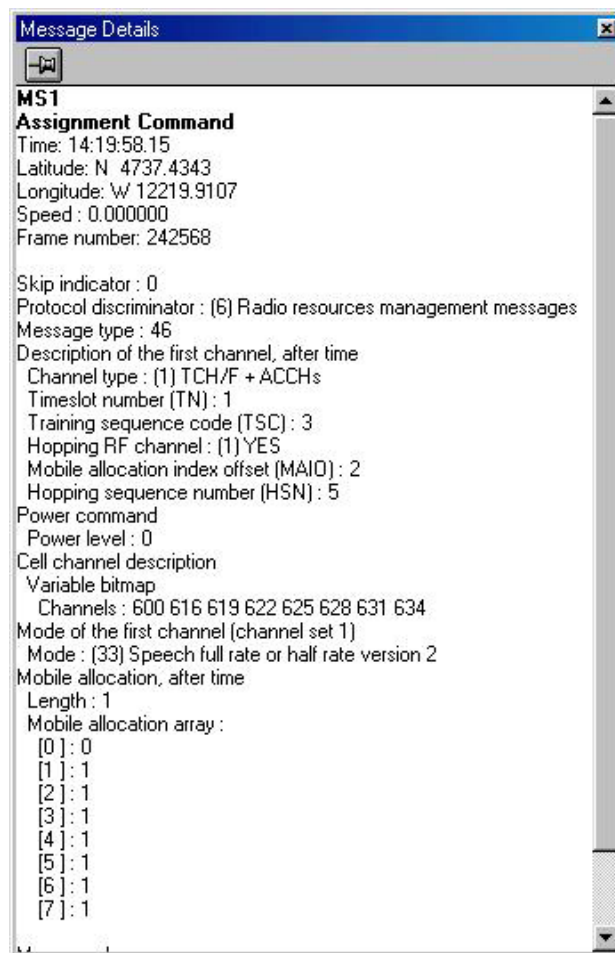 Message Details
MS1
Assignment Command
Time: 14:19:58.15
Latitude: N 4737.4343
Longitude: W 12219.9107
Speed : 0.000000
Frame number: 242568
Skip indicator : 0
Protocol discriminator : (6) Radio resources management messages
Message type : 46
Description of the first channel, after time
Channel type : (1) TCH/F + ACCHs
Timeslot number (TN) : 1
Training sequence code (TSC) : 3
Hopping RF channel : (1) YES
Mobile allocation index offset (MAIO) : 2
Hopping sequence number (HSN) : 5
Power command
Power level : 0
Cell channel description
Variable bitmap
Channels : 600 616 619 622 625 628 631 634
Mode of the first channel (channel set 1)
Mode : (33) Speech full rate or half rate version 2
Mobile allocation, after time
Length : 1
Mobile allocation array :
[0 ] : 0
[1 ] : 1
[2 ] : 1
[3 ] : 1
[4 ] : 1
[5 ] : 1
[6 ] : 1
[7 ] : 1